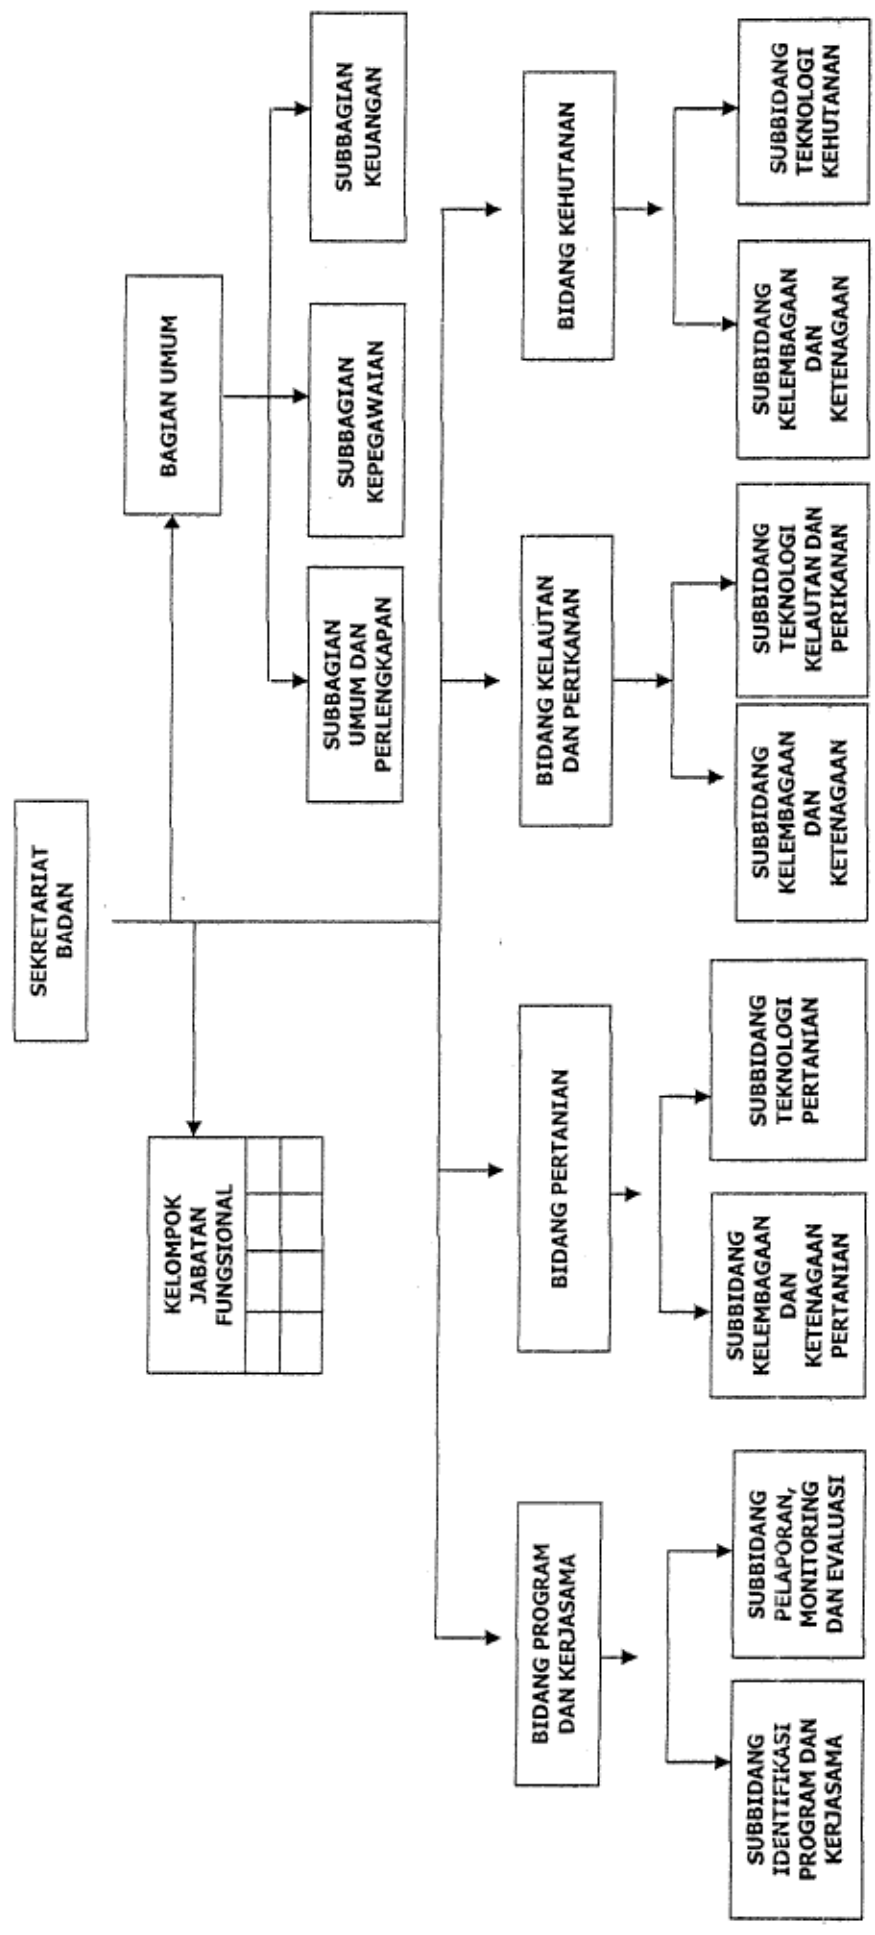 SEKRETARIAT
BADAN
KELOMPOK
JABATAN
FUNGSIONAL
BAGIAN UMUM
SUBBAGIAN
UMUM DAN
PERLENGKAPAN
SUBBAGIAN
KEPEGAWAIAN
SUBBAGIAN
KEUANGAN
BIDANG PROGRAM
DAN KERJASAMA
BIDANG PERTANIAN
BIDANG KELAUTAN
DAN PERIKANAN
BIDANG KEHUTANAN
SUBBIDANG
IDENTIFIKASI
PROGRAM DAN
KERJASAMA
SUBBIDANG
PELAPORAN,
MONITORING
DAN EVALUASI
SUBBIDANG
KELEMBAGAAN
DAN
KETENAGAAN
PERTANIAN
SUBBIDANG
TEKNOLOGI
PERTANIAN
SUBBIDANG
KELEMBAGAAN
DAN
KETENAGAAN
SUBBIDANG
TEKNOLOGI
KELAUTAN DAN
PERIKANAN
SUBBIDANG
KELEMBAGAAN
DAN
KETENAGAAN
SUBBIDANG
TEKNOLOGI
KEHUTANAN